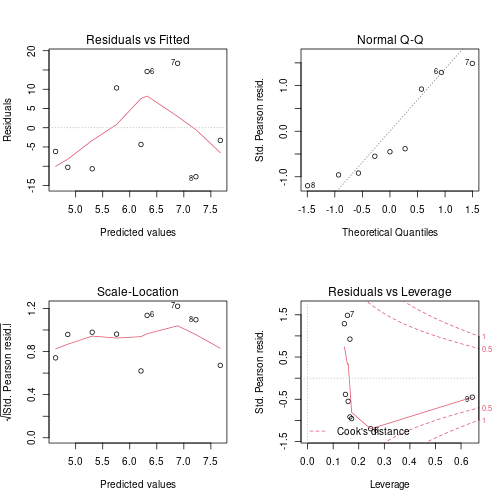 Residuals vs Fitted
Residuals
20
10
5
0
-5
-15
7
6
8
5.0 5.5 6.0 6.5 7.0 7.5
Predicted values
Normal Q-Q
Std. Pearson resid.
1.0
0.0
-1.0
7
6
8
-1.5 -1.0 -0.5 0.0 0.5 1.0 1.5
Theoretical Quantiles
Scale-Location
√|Std. Pearson resid.|
1.2
0.8
0.4
0.0
7
6
8
5.0 5.5 6.0 6.5 7.0 7.5
Predicted values
Residuals vs Leverage
Std. Pearson resid.
1.5
0.5
-0.5
-1.5
7
9
1
0.5
0.5
1
Cook's distance
0.0 0.1 0.2 0.3 0.4 0.5 0.6
Leverage